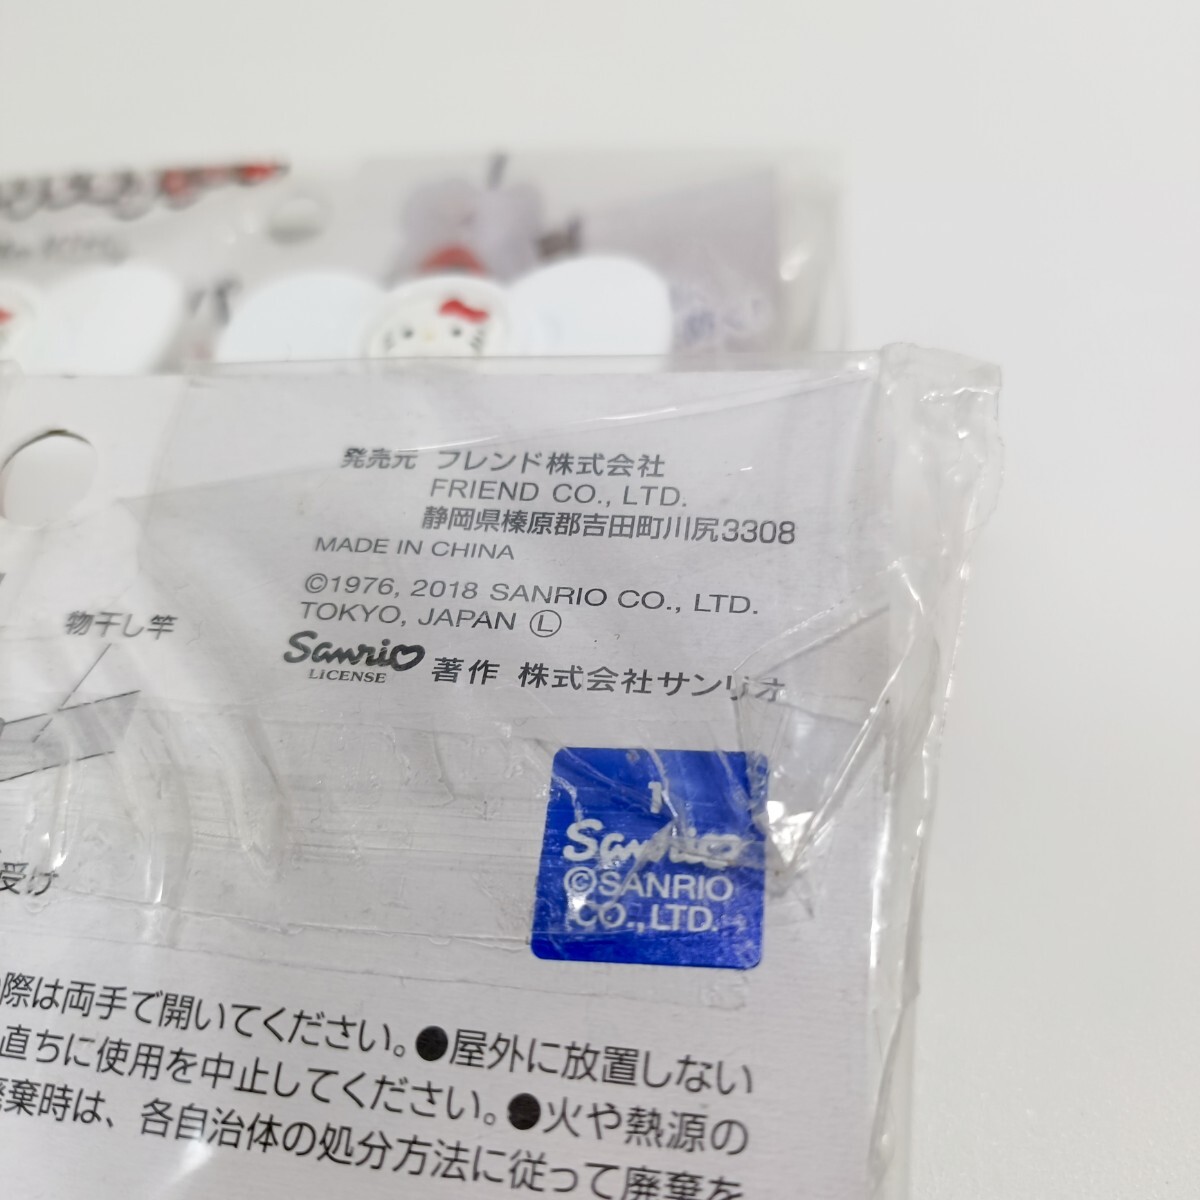 発売元 フレンド株式会社
FRIEND CO., LTD.
静岡県榛原郡吉田町川尻3308
MADE IN CHINA
©1976, 2018 SANRIO CO., LTD.
TOKYO, JAPAN Ⓛ
Sanrio 著作 株式会社サンリオ
LICENSE
物干し竿
受け
1
Sanrio
©SANRIO
CO., LTD.
際は両手で開いてください。●屋外に放置しない
直ちに使用を中止してください。●火や熱源の
廃棄時は、各自治体の処分方法に従って廃棄を